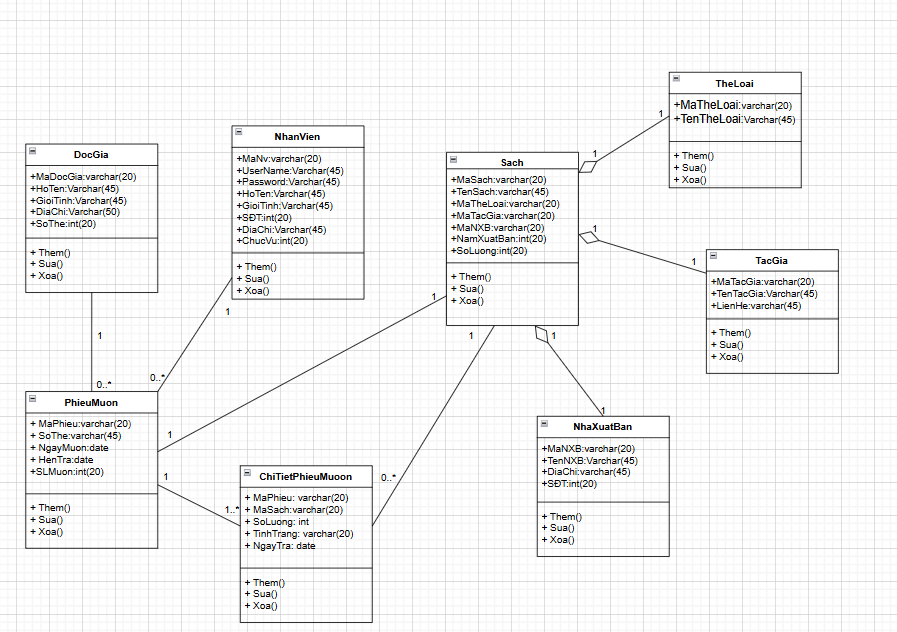 TheLoai
+MaTheLoai:varchar(20)
+TenTheLoai:Varchar(45)
+ Them()
+ Sua()
+ Xoa()
NhanVien
+MaNv:varchar(20)
+UserName:Varchar(45)
+Password:Varchar(45)
+HoTen:Varchar(45)
+GioiTinh:Varchar(45)
+SĐT:int(20)
+DiaChi:Varchar(45)
+ChucVu:int(20)
+ Them()
+ Sua()
+ Xoa()
DocGia
+MaDocGia:varchar(20)
+HoTen:Varchar(45)
+GioiTinh:Varchar(45)
+DiaChi:Varchar(50)
+SoThe:int(20)
+ Them()
+ Sua()
+ Xoa()
Sach
+MaSach:varchar(20)
+TenSach:varchar(45)
+MaTheLoai:varchar(20)
+MaTacGia:varchar(20)
+MaNXB:varchar(20)
+NamXuatBan:int(20)
+SoLuong:int(20)
+ Them()
+ Sua()
+ Xoa()
1
1
1
1
TacGia
+MaTacGia:varchar(20)
+TenTacGia:Varchar(45)
+LienHe:varchar(45)
+ Them()
+ Sua()
+ Xoa()
1
1
1
1
1
0..*
0..*
PhieuMuon
+ MaPhieu:varchar(20)
+ SoThe:varchar(45)
+ NgayMuon:date
+ HenTra:date
+SLMuon:int(20)
+ Them()
+ Sua()
+ Xoa()
1
1
1..*
0..*
1
NhaXuatBan
+MaNXB:varchar(20)
+TenNXB:Varchar(45)
+DiaChi:varchar(45)
+SĐT:int(20)
+ Them()
+ Sua()
+ Xoa()
ChiTietPhieuMuoon
+ MaPhieu: varchar(20)
+ MaSach:varchar(20)
+ SoLuong: int
+ TinhTrang: varchar(20)
+ NgayTra: date
+ Them()
+ Sua()
+ Xoa()